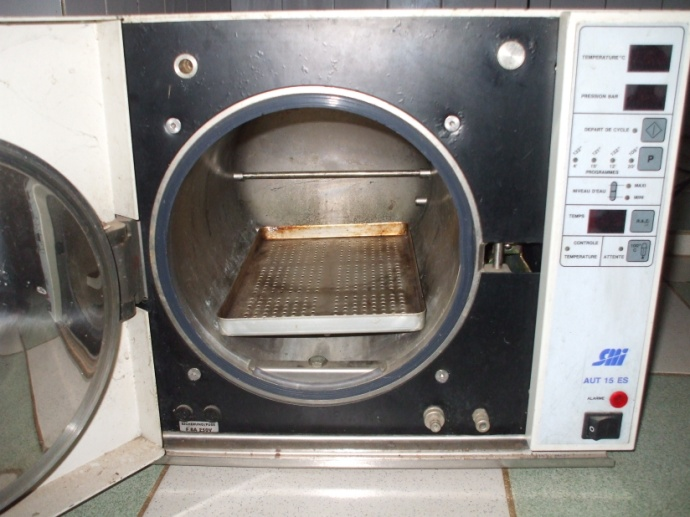 TEMPERATURE°C
PRESSION BAR
DEPART DE CYCLE
P
PROGRAMMES
NIVEAU D'EAU
MAXI
MINI
TEMPS
R.A.C
CONTROLE
TEMPERATURE
ATTENTE
SMI
AUT 15 ES
ALARME